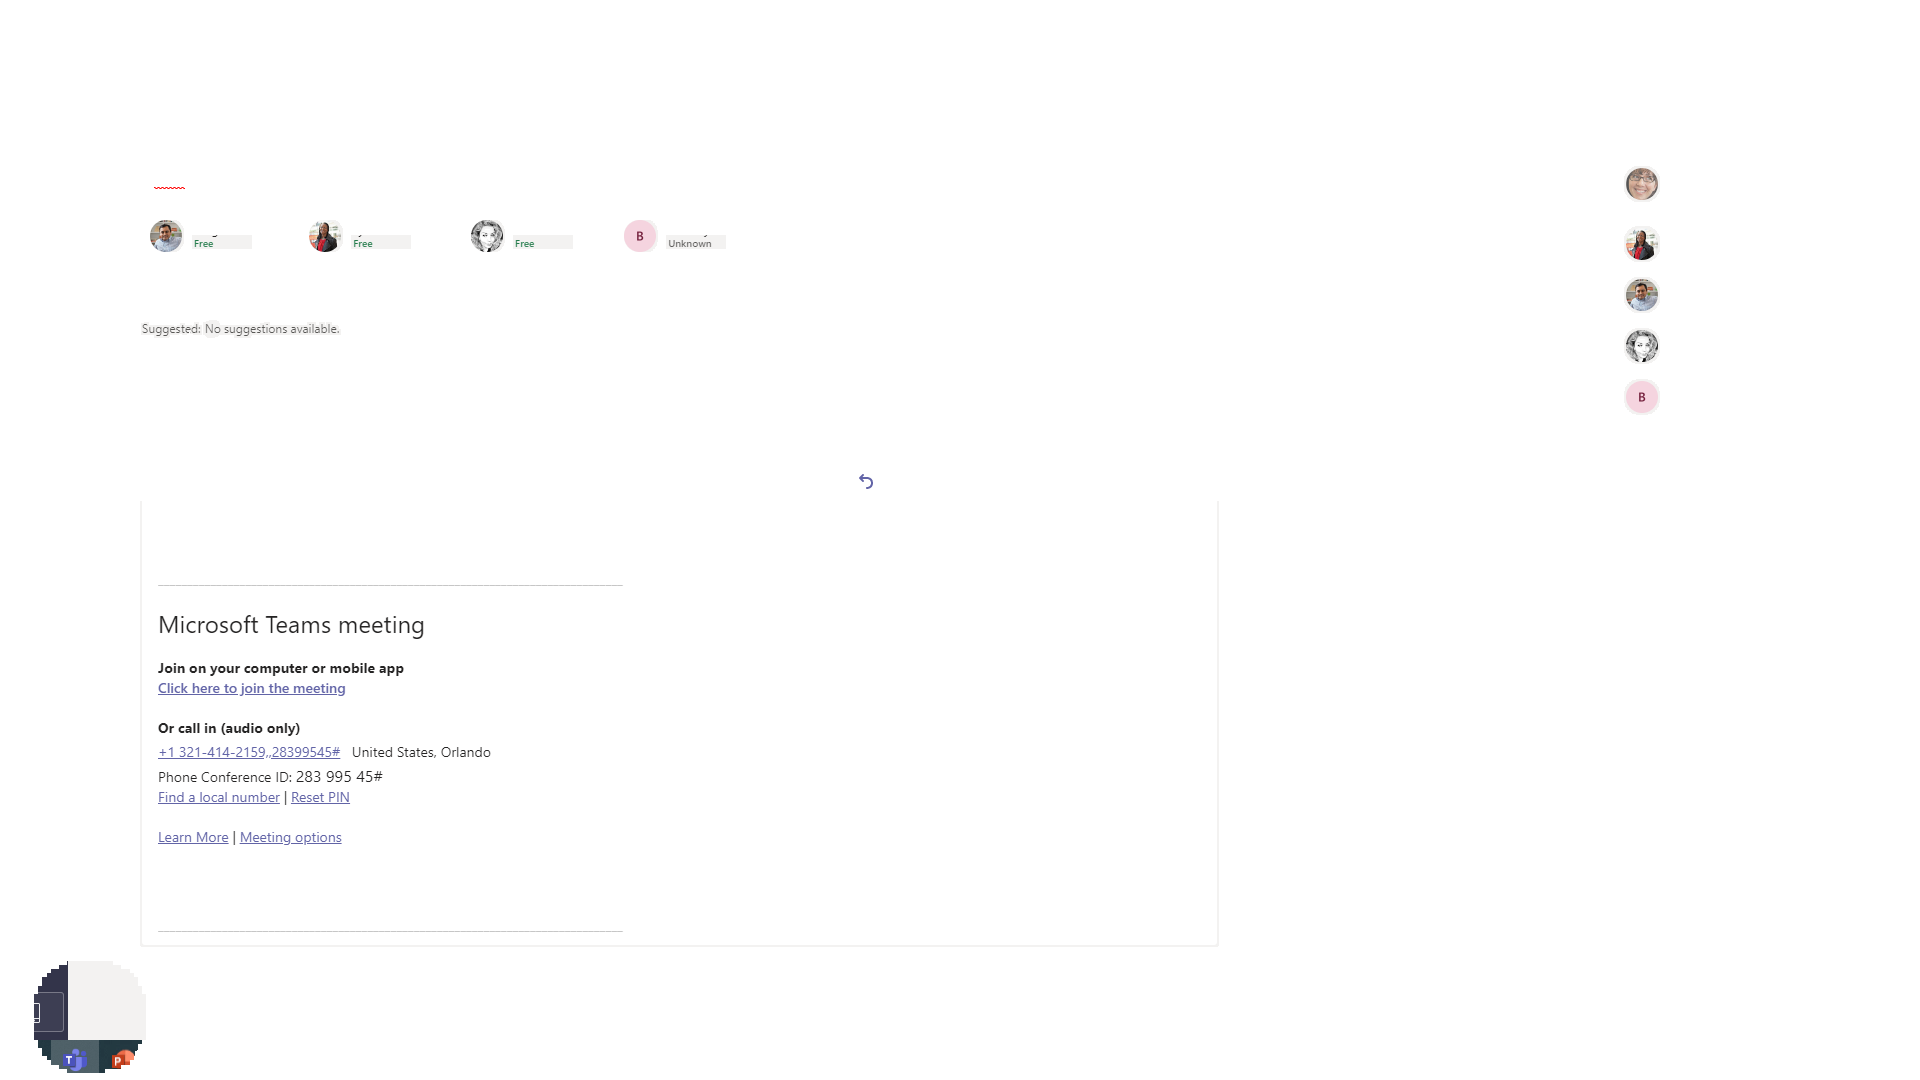 Free
Free
Free
B
Unknown
B
Suggested: No suggestions available.
Microsoft Teams meeting
Join on your computer or mobile app
Click here to join the meeting
Or call in (audio only)
+1 321-414-2159,,28399545# United States, Orlando
Phone Conference ID: 283 995 45#
Find a local number | Reset PIN
Learn More | Meeting options
T
P